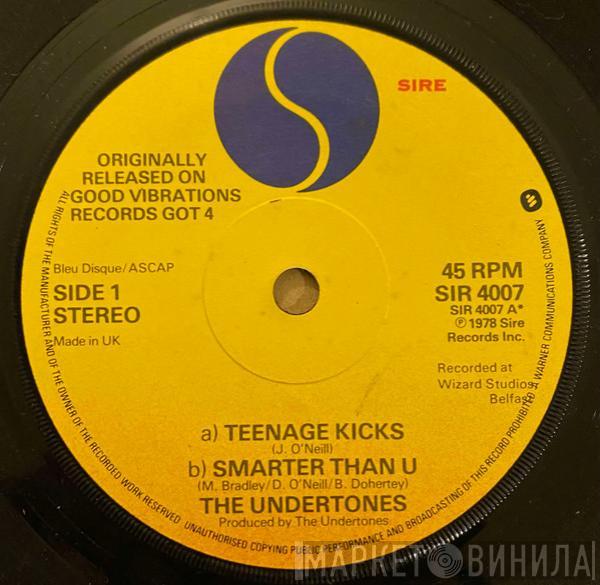 SIRE
ORIGINALLY
RELEASED ON
GOOD VIBRATIONS
RECORDS GOT 4
Bleu Disque/ASCAP
SIDE 1
STEREO
Made in UK
45 RPM
SIR 4007
SIR 4007 A*
℗ 1978 Sire
Records Inc.
Recorded at
Wizard Studios,
Belfast
a) TEENAGE KICKS
(J. O'Neill)
b) SMARTER THAN U
(M. Bradley/D. O'Neill/B. Dohertey)
THE UNDERTONES
Produced by The Undertones
ALL RIGHTS OF THE MANUFACTURER AND OF THE OWNER OF THE RECORDED WORK RESERVED UNAUTHORISED COPYING PUBLIC PERFORMANCE AND BROADCASTING OF THIS RECORD PROHIBITED A WARNER COMMUNICATIONS COMPANY
МАРКЕТ ВИНИЛА